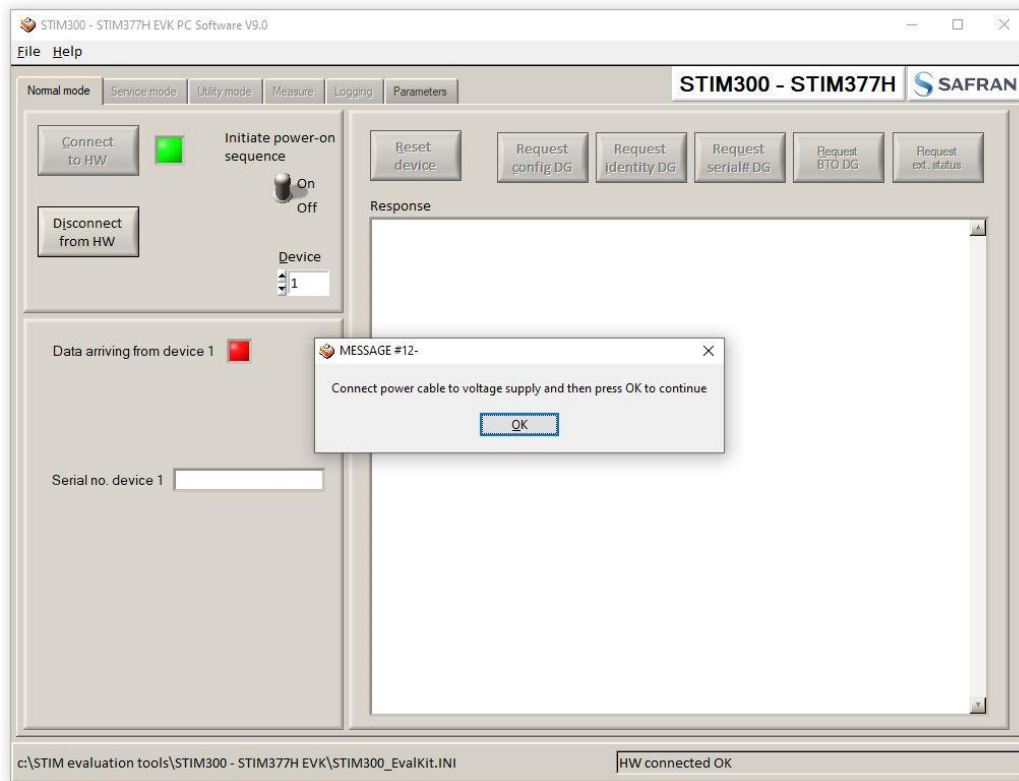 STIM300 - STIM377H EVK PC Software V9.0
File Help
Normal mode Service mode Utility mode Measure Logging Parameters
STIM300 - STIM377H
SAFRAN
Connect
to HW
Initiate power-on
sequence
On
Off
Disconnect
from HW
Device
1
Reset
device
Request
config DG
Request
identity DG
Request
serial# DG
Request
BTO DG
Request
ext. status
Response
Data arriving from device 1
MESSAGE #12-
Connect power cable to voltage supply and then press OK to continue
OK
Serial no. device 1
c:\STIM evaluation tools\STIM300 - STIM377H EVK\STIM300_EvalKit.INI
HW connected OK